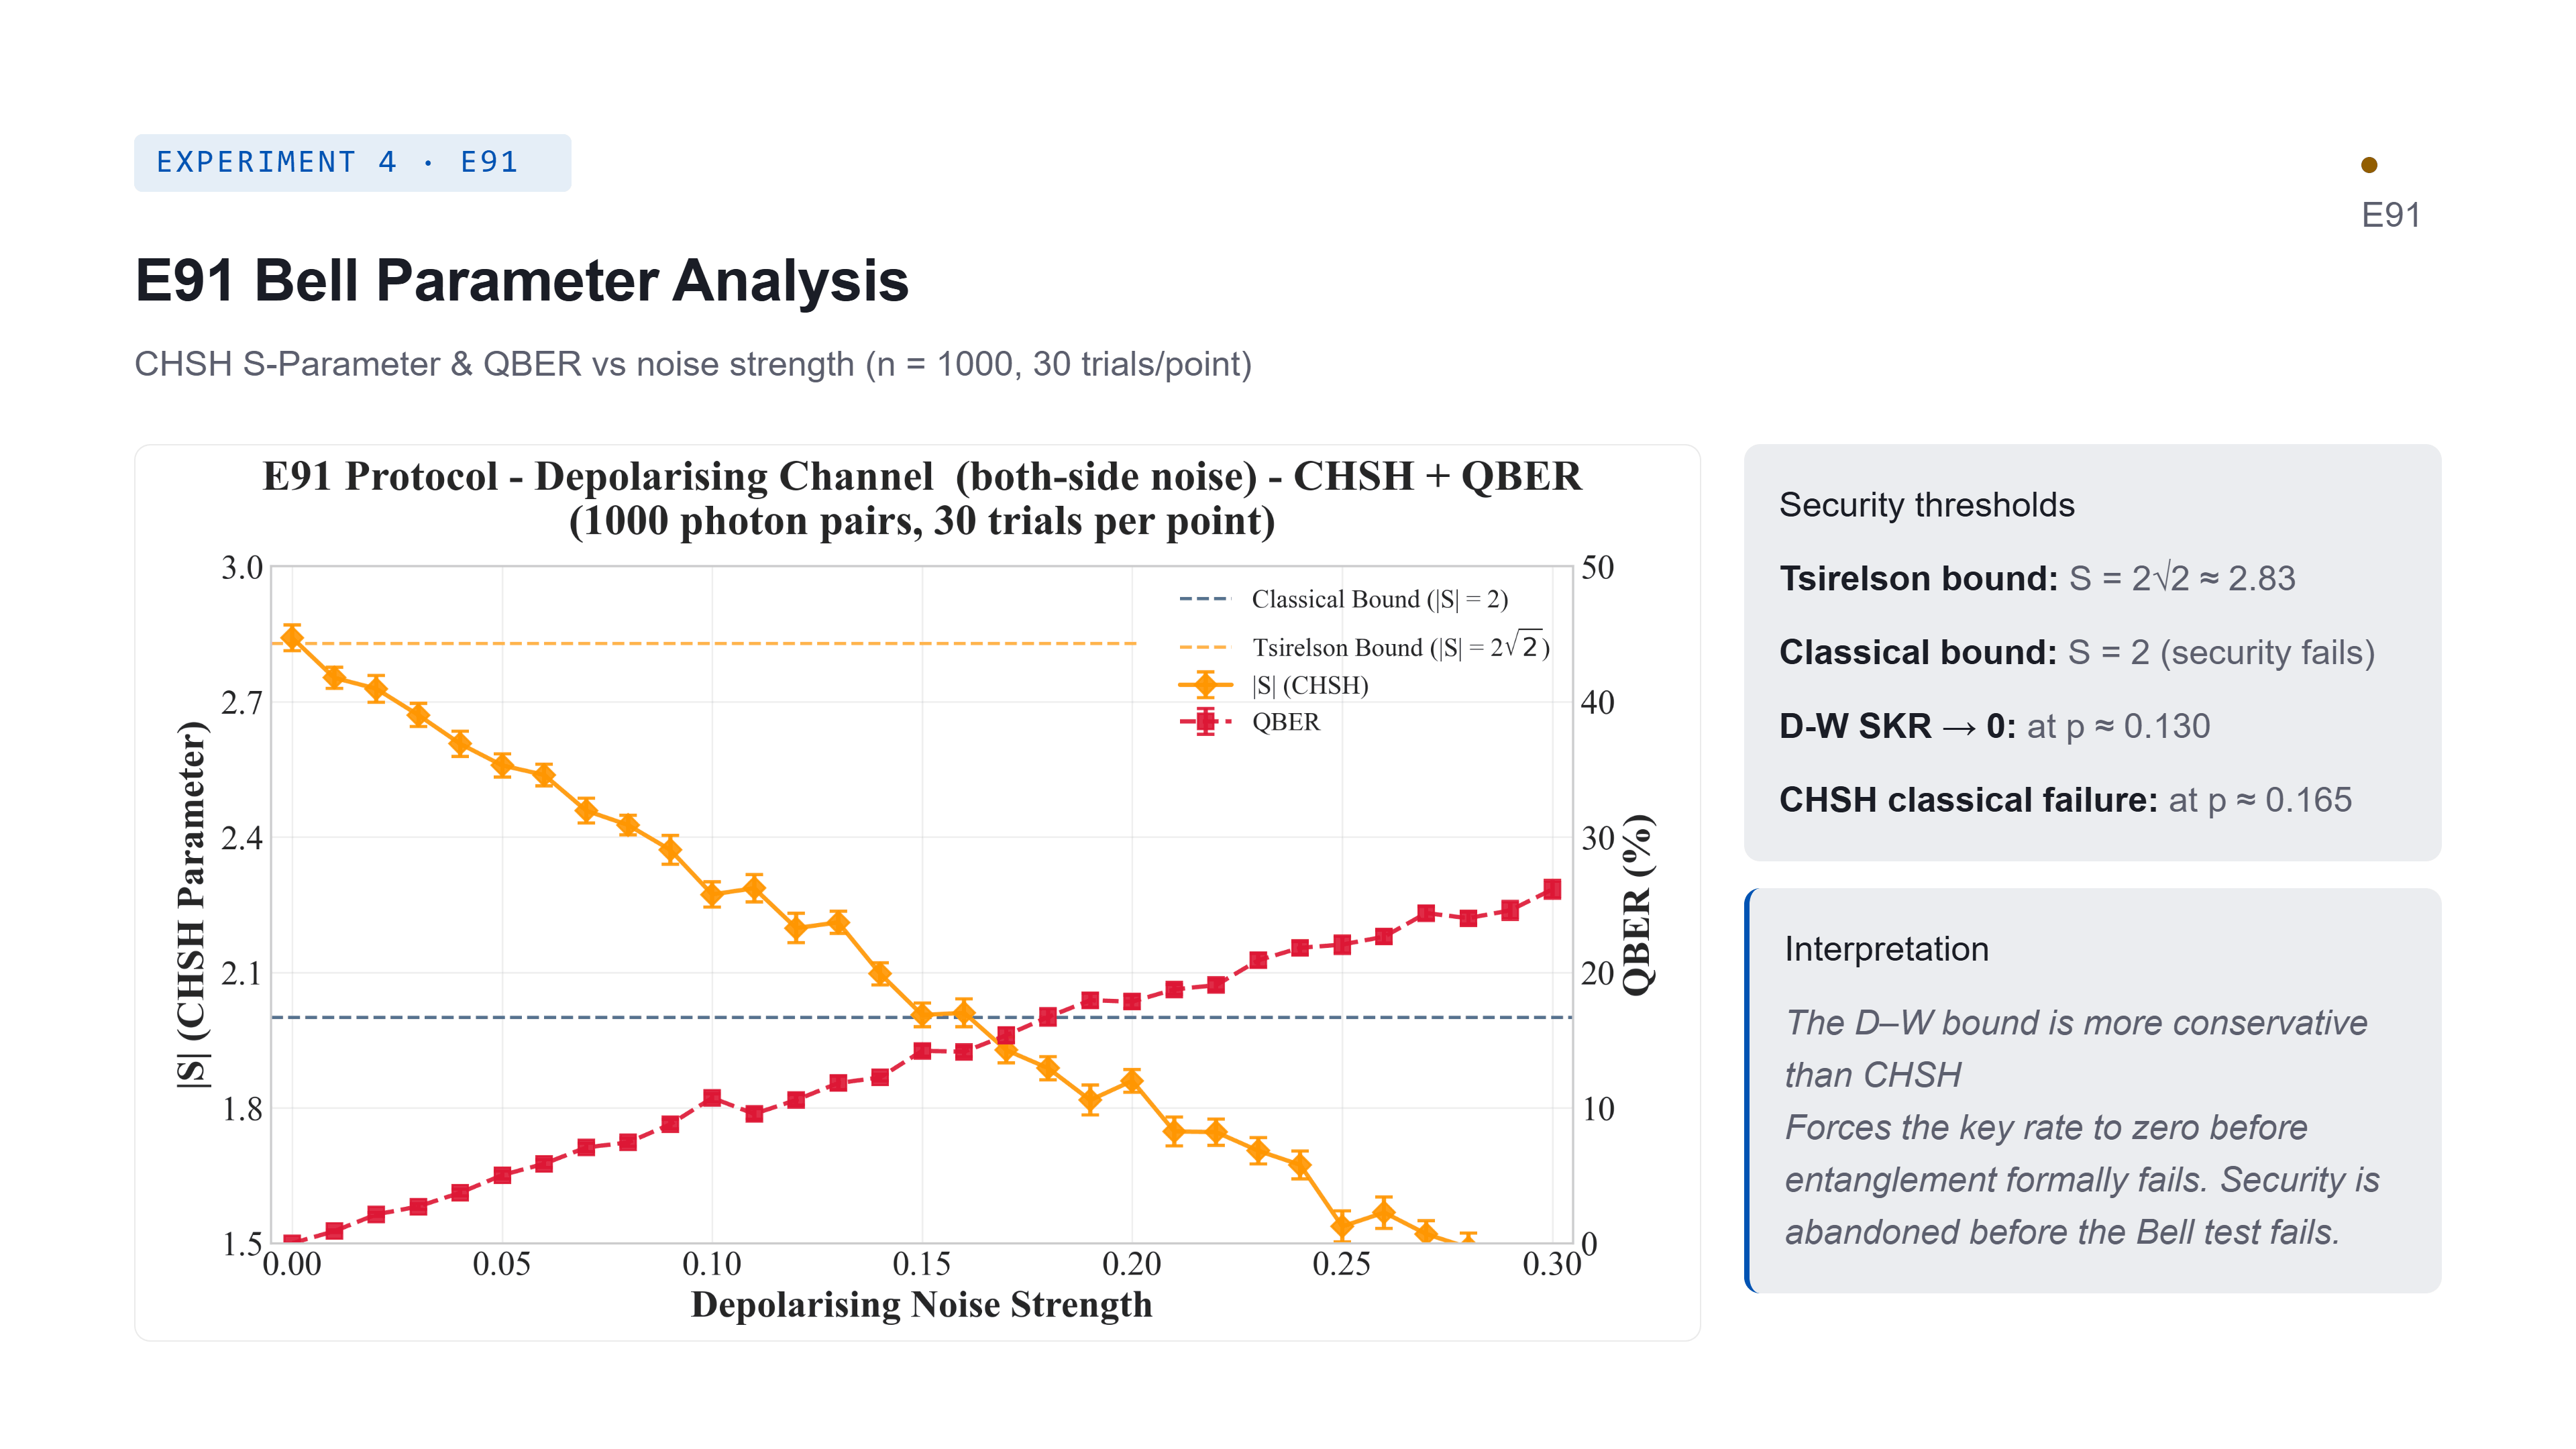 EXPERIMENT 4 · E91
E91
E91 Bell Parameter Analysis
CHSH S-Parameter & QBER vs noise strength (n = 1000, 30 trials/point)
E91 Protocol - Depolarising Channel (both-side noise) - CHSH + QBER
(1000 photon pairs, 30 trials per point)
|S| (CHSH Parameter)
3.0
2.7
2.4
2.1
1.8
1.5
Classical Bound (|S| = 2)
Tsirelson Bound (|S| = 2√2)
|S| (CHSH)
QBER
50
40
30
20
10
0
QBER (%)
0.00 0.05 0.10 0.15 0.20 0.25 0.30
Depolarising Noise Strength
Security thresholds
Tsirelson bound: S = 2√2 ≈ 2.83
Classical bound: S = 2 (security fails)
D-W SKR → 0: at p ≈ 0.130
CHSH classical failure: at p ≈ 0.165
Interpretation
The D–W bound is more conservative
than CHSH
Forces the key rate to zero before
entanglement formally fails. Security is
abandoned before the Bell test fails.